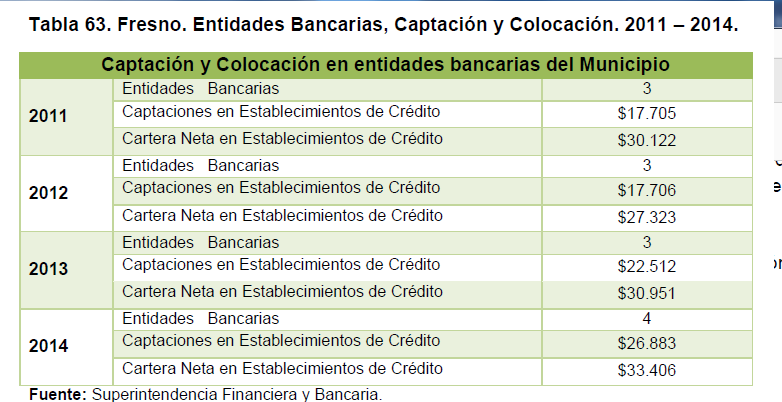 Tabla 63. Fresno. Entidades Bancarias, Captación y Colocación. 2011 – 2014.
Captación y Colocación en entidades bancarias del Municipio
2011
Entidades Bancarias 3
Captaciones en Establecimientos de Crédito $17.705
Cartera Neta en Establecimientos de Crédito $30.122
2012
Entidades Bancarias 3
Captaciones en Establecimientos de Crédito $17.706
Cartera Neta en Establecimientos de Crédito $27.323
2013
Entidades Bancarias 3
Captaciones en Establecimientos de Crédito $22.512
Cartera Neta en Establecimientos de Crédito $30.951
2014
Entidades Bancarias 4
Captaciones en Establecimientos de Crédito $26.883
Cartera Neta en Establecimientos de Crédito $33.406
Fuente: Superintendencia Financiera y Bancaria.